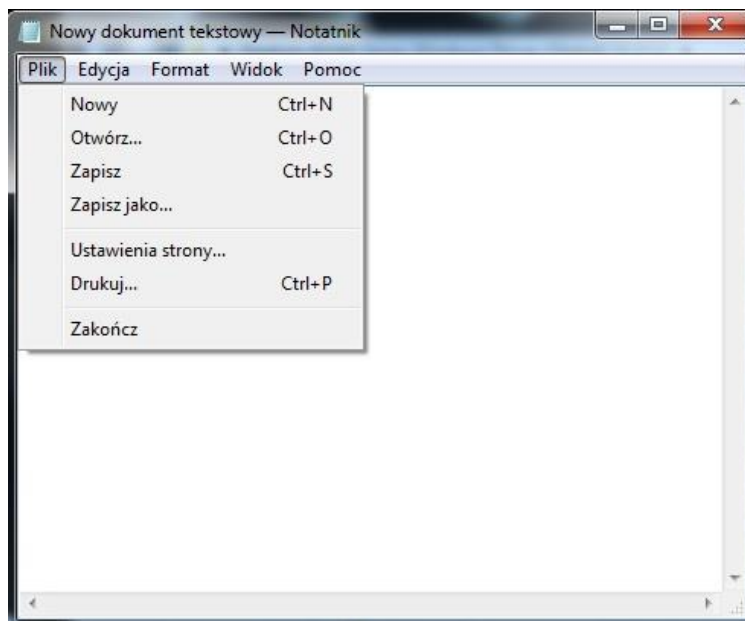 Nowy dokument tekstowy — Notatnik
Plik Edycja Format Widok Pomoc
Nowy Ctrl+N
Otwórz... Ctrl+O
Zapisz Ctrl+S
Zapisz jako...
Ustawienia strony...
Drukuj... Ctrl+P
Zakończ